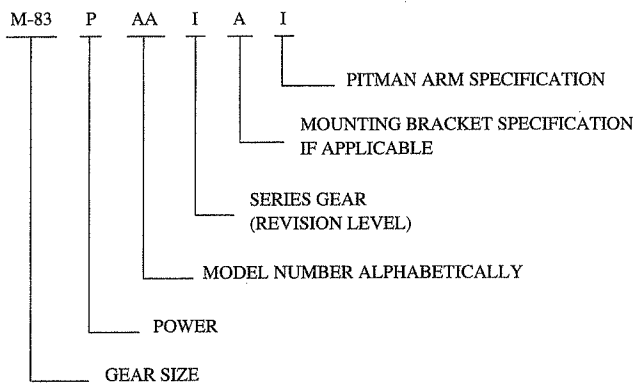 M-83 P AA I A I
PITMAN ARM SPECIFICATION
MOUNTING BRACKET SPECIFICATION
IF APPLICABLE
SERIES GEAR
(REVISION LEVEL)
MODEL NUMBER ALPHABETICALLY
POWER
GEAR SIZE